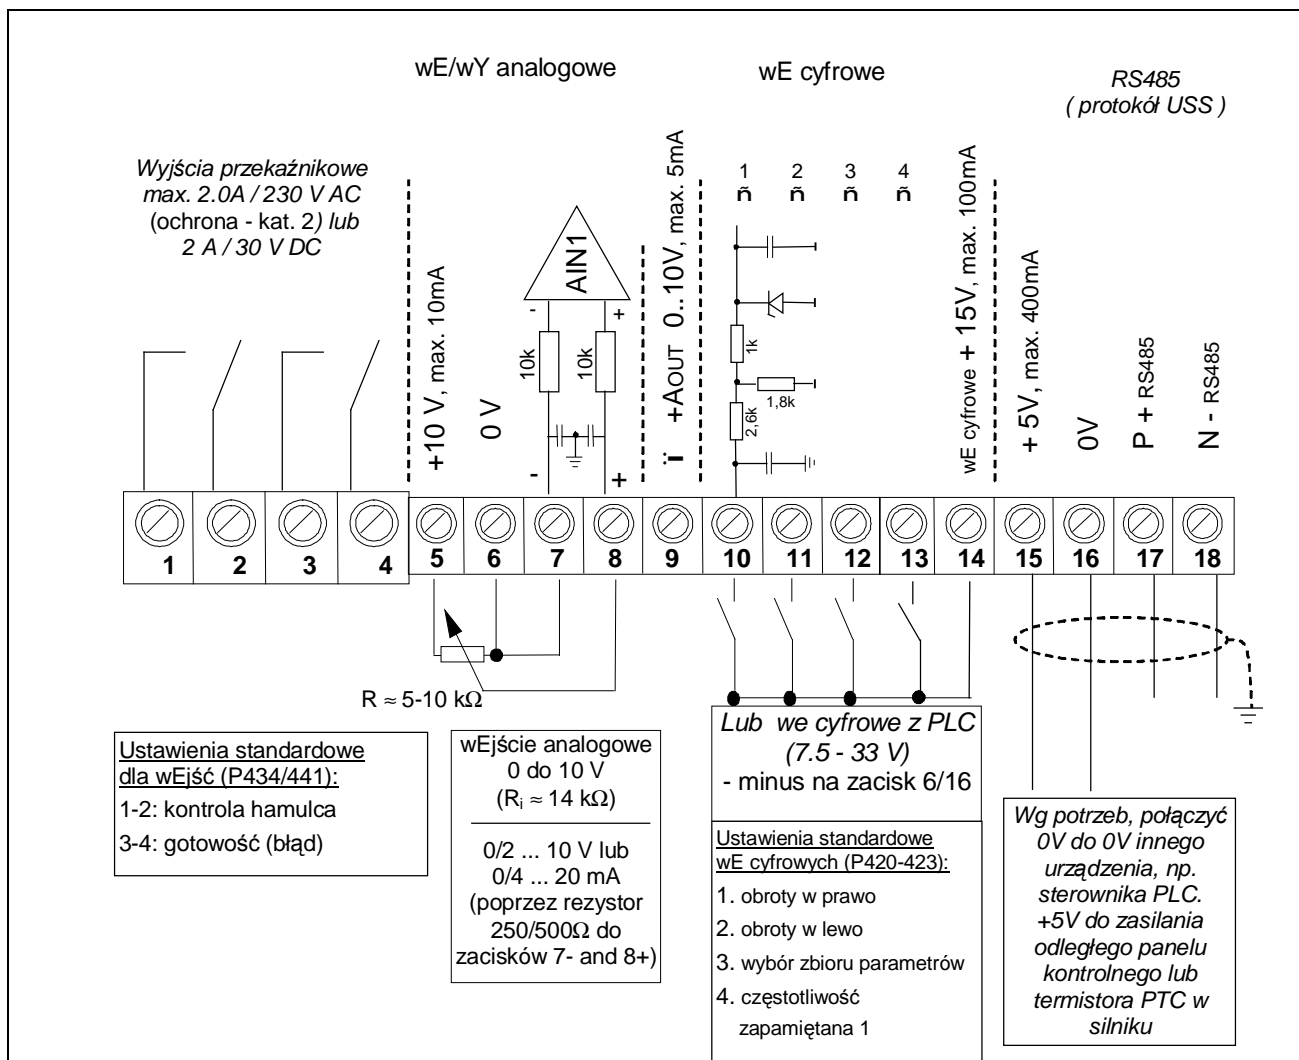 wE/wY analogowe
wE cyfrowe
RS485
( protokół USS )
Wyjścia przekaźnikowe
max. 2.0A / 230 V AC
(ochrona - kat. 2) lub
2 A / 30 V DC
+10 V, max. 10mA
0 V
AIN1
-
+
10k
10k
-
+
ï +AOUT 0..10V, max. 5mA
1
2
3
4
ñ
ñ
ñ
ñ
1k
1,8k
2,6k
wE cyfrowe + 15V, max. 100mA
+ 5V, max. 400mA
0V
P + RS485
N - RS485
1
2
3
4
5
6
7
8
9
10
11
12
13
14
15
16
17
18
R ≈ 5-10 kΩ
Ustawienia standardowe
dla wEjść (P434/441):
1-2: kontrola hamulca
3-4: gotowość (błąd)
wEjście analogowe
0 do 10 V
(Ri ≈ 14 kΩ)
0/2 ... 10 V lub
0/4 ... 20 mA
(poprzez rezystor
250/500Ω do
zacisków 7- and 8+)
Lub we cyfrowe z PLC
(7.5 - 33 V)
- minus na zacisk 6/16
Ustawienia standardowe
wE cyfrowych (P420-423):
1. obroty w prawo
2. obroty w lewo
3. wybór zbioru parametrów
4. częstotliwość
zapamiętana 1
Wg potrzeb, połączyć
0V do 0V innego
urządzenia, np.
sterownika PLC.
+5V do zasilania
odległego panelu
kontrolnego lub
termistora PTC w
silniku